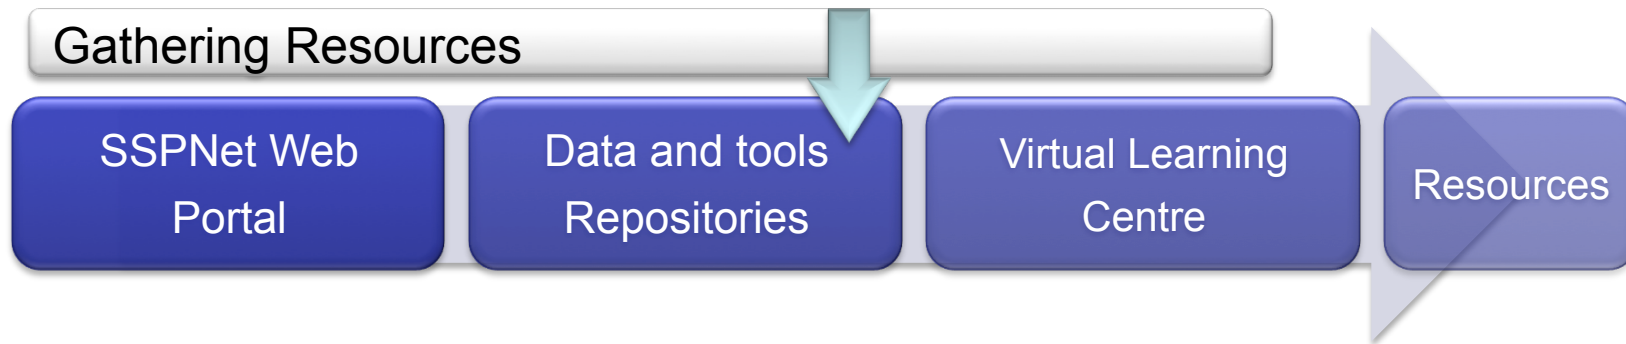 Gathering Resources
SSPNet Web
Portal
Data and tools
Repositories
Virtual Learning
Centre
Resources